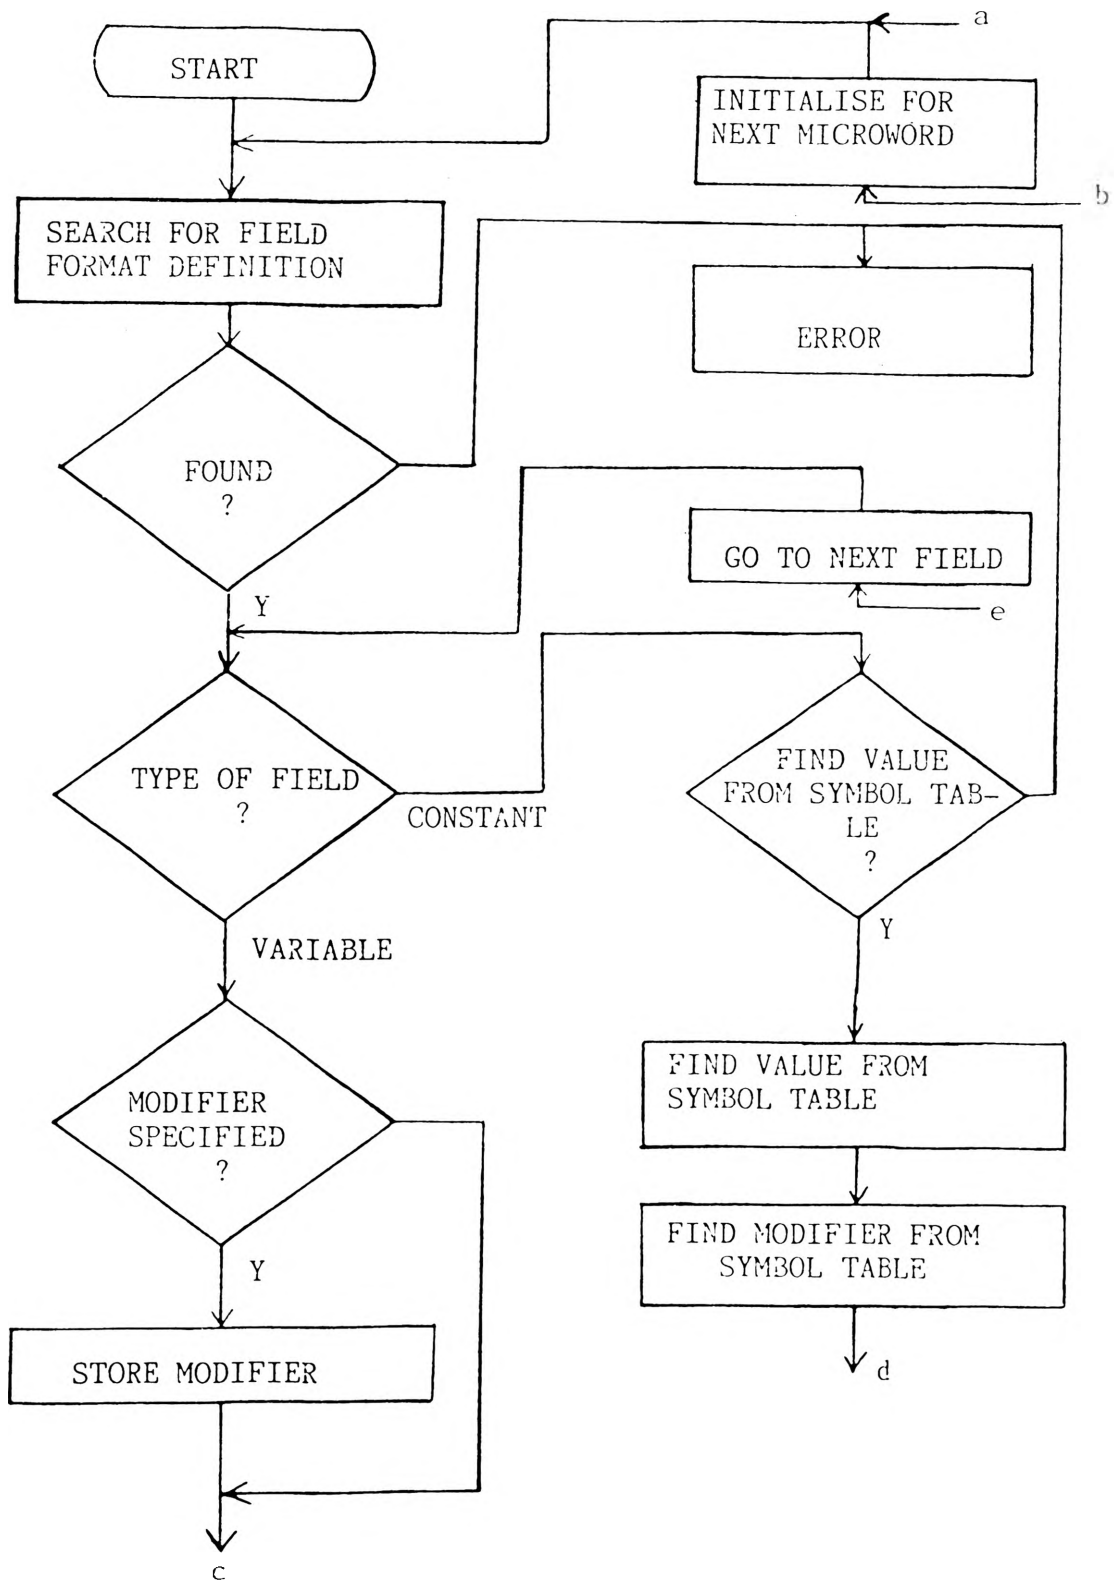 START
a
INITIALISE FOR
NEXT MICROWORD
b
SEARCH FOR FIELD
FORMAT DEFINITION
ERROR
FOUND
?
GO TO NEXT FIELD
Y
e
TYPE OF FIELD
?
CONSTANT
FIND VALUE
FROM SYMBOL TAB-
LE
?
VARIABLE
Y
MODIFIER
SPECIFIED
?
FIND VALUE FROM
SYMBOL TABLE
Y
FIND MODIFIER FROM
SYMBOL TABLE
STORE MODIFIER
d
c